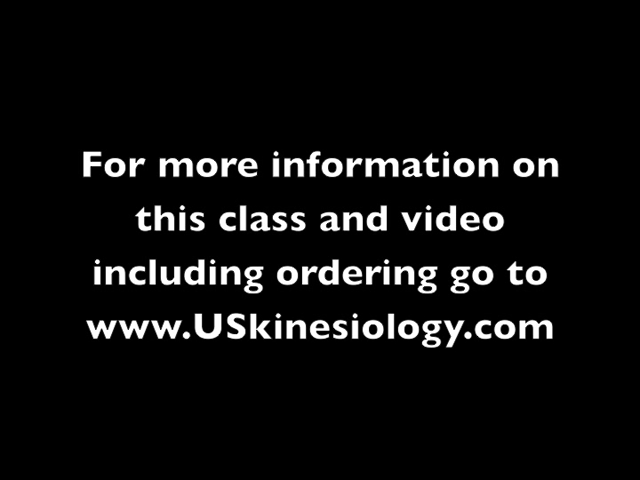 For more information on
this class and video
including ordering go to
www.USkinesiology.com